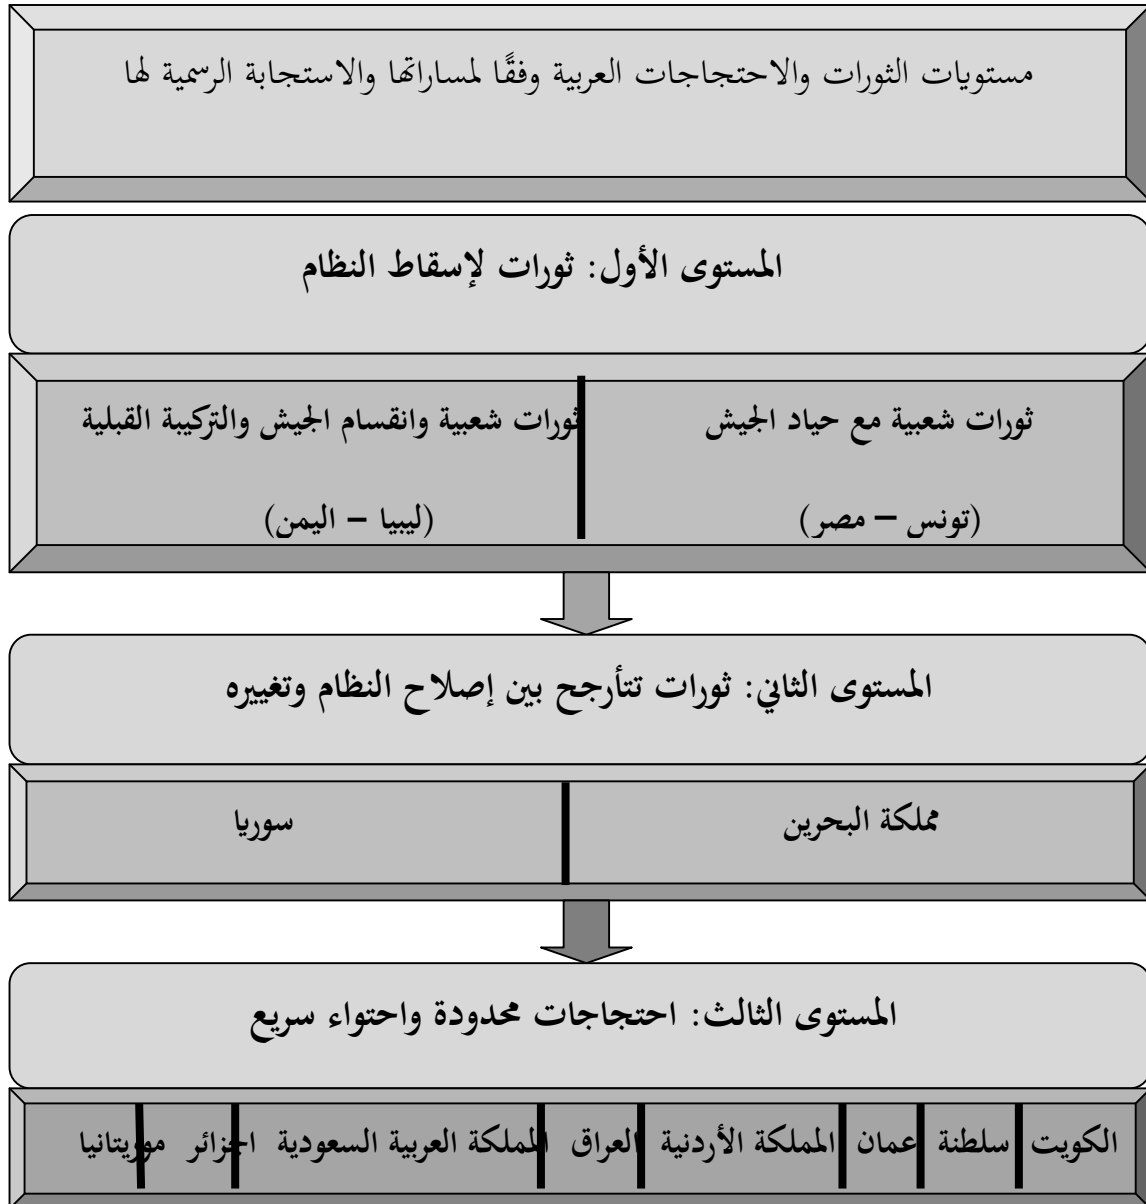 مستويات الثورات والاحتجاجات العربية وفقًا لمساراتها والاستجابة الرسمية لها
المستوى الأول: ثورات لإسقاط النظام
ثورات شعبية مع حياد الجيش
(تونس – مصر)
ثورات شعبية وانقسام الجيش والتركيبة القبلية
(ليبيا – اليمن)
المستوى الثاني: ثورات تتأرجح بين إصلاح النظام وتغييره
مملكة البحرين
سوريا
المستوى الثالث: احتجاجات محدودة واحتواء سريع
الكويت سلطنة عمان المملكة الأردنية العراق المملكة العربية السعودية الجزائر موريتانيا